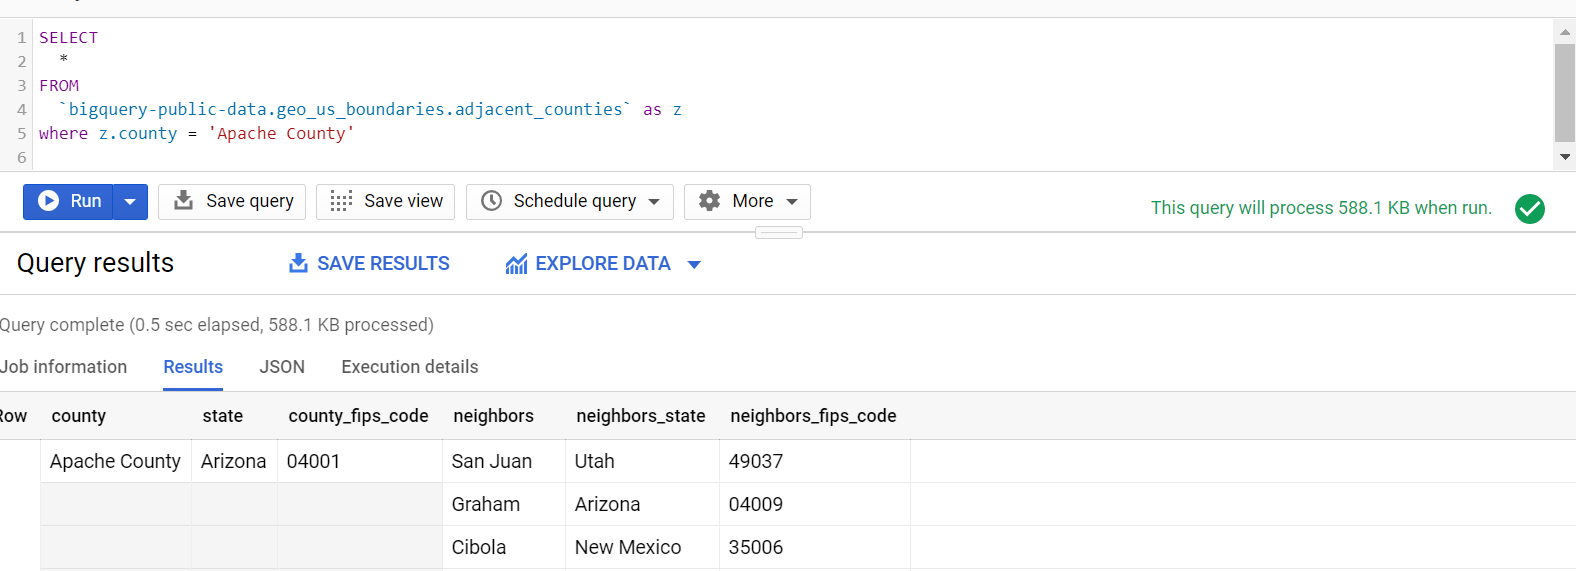 1 SELECT
2 *
3 FROM
4 `bigquery-public-data.geo_us_boundaries.adjacent_counties` as z
5 where z.county = 'Apache County'
6
Run Save query Save view Schedule query More This query will process 588.1 KB when run.
Query results SAVE RESULTS EXPLORE DATA
Query complete (0.5 sec elapsed, 588.1 KB processed)
Job information Results JSON Execution details
Row county state county_fips_code neighbors neighbors_state neighbors_fips_code
Apache County Arizona 04001 San Juan Utah 49037
Graham Arizona 04009
Cibola New Mexico 35006